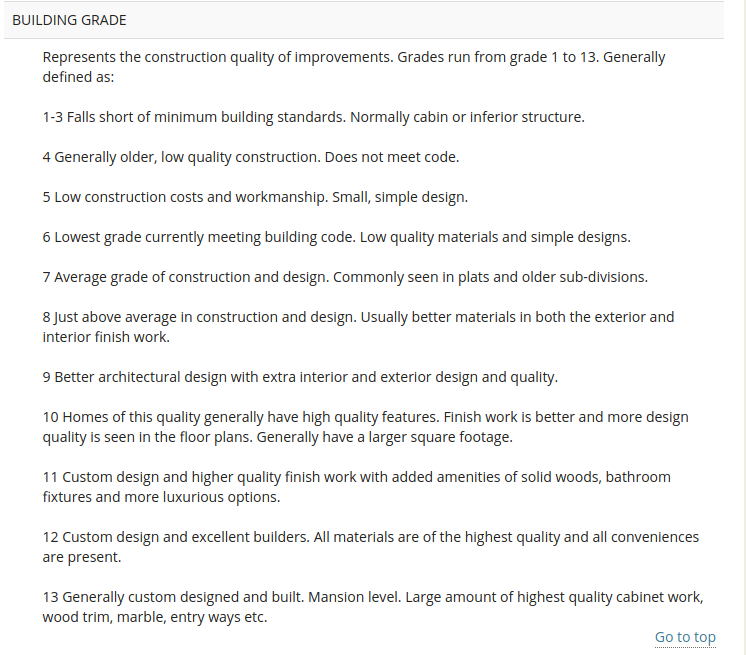 BUILDING GRADE
Represents the construction quality of improvements. Grades run from grade 1 to 13. Generally
defined as:
1-3 Falls short of minimum building standards. Normally cabin or inferior structure.
4 Generally older, low quality construction. Does not meet code.
5 Low construction costs and workmanship. Small, simple design.
6 Lowest grade currently meeting building code. Low quality materials and simple designs.
7 Average grade of construction and design. Commonly seen in plats and older sub-divisions.
8 Just above average in construction and design. Usually better materials in both the exterior and
interior finish work.
9 Better architectural design with extra interior and exterior design and quality.
10 Homes of this quality generally have high quality features. Finish work is better and more design
quality is seen in the floor plans. Generally have a larger square footage.
11 Custom design and higher quality finish work with added amenities of solid woods, bathroom
fixtures and more luxurious options.
12 Custom design and excellent builders. All materials are of the highest quality and all conveniences
are present.
13 Generally custom designed and built. Mansion level. Large amount of highest quality cabinet work,
wood trim, marble, entry ways etc.
Go to top